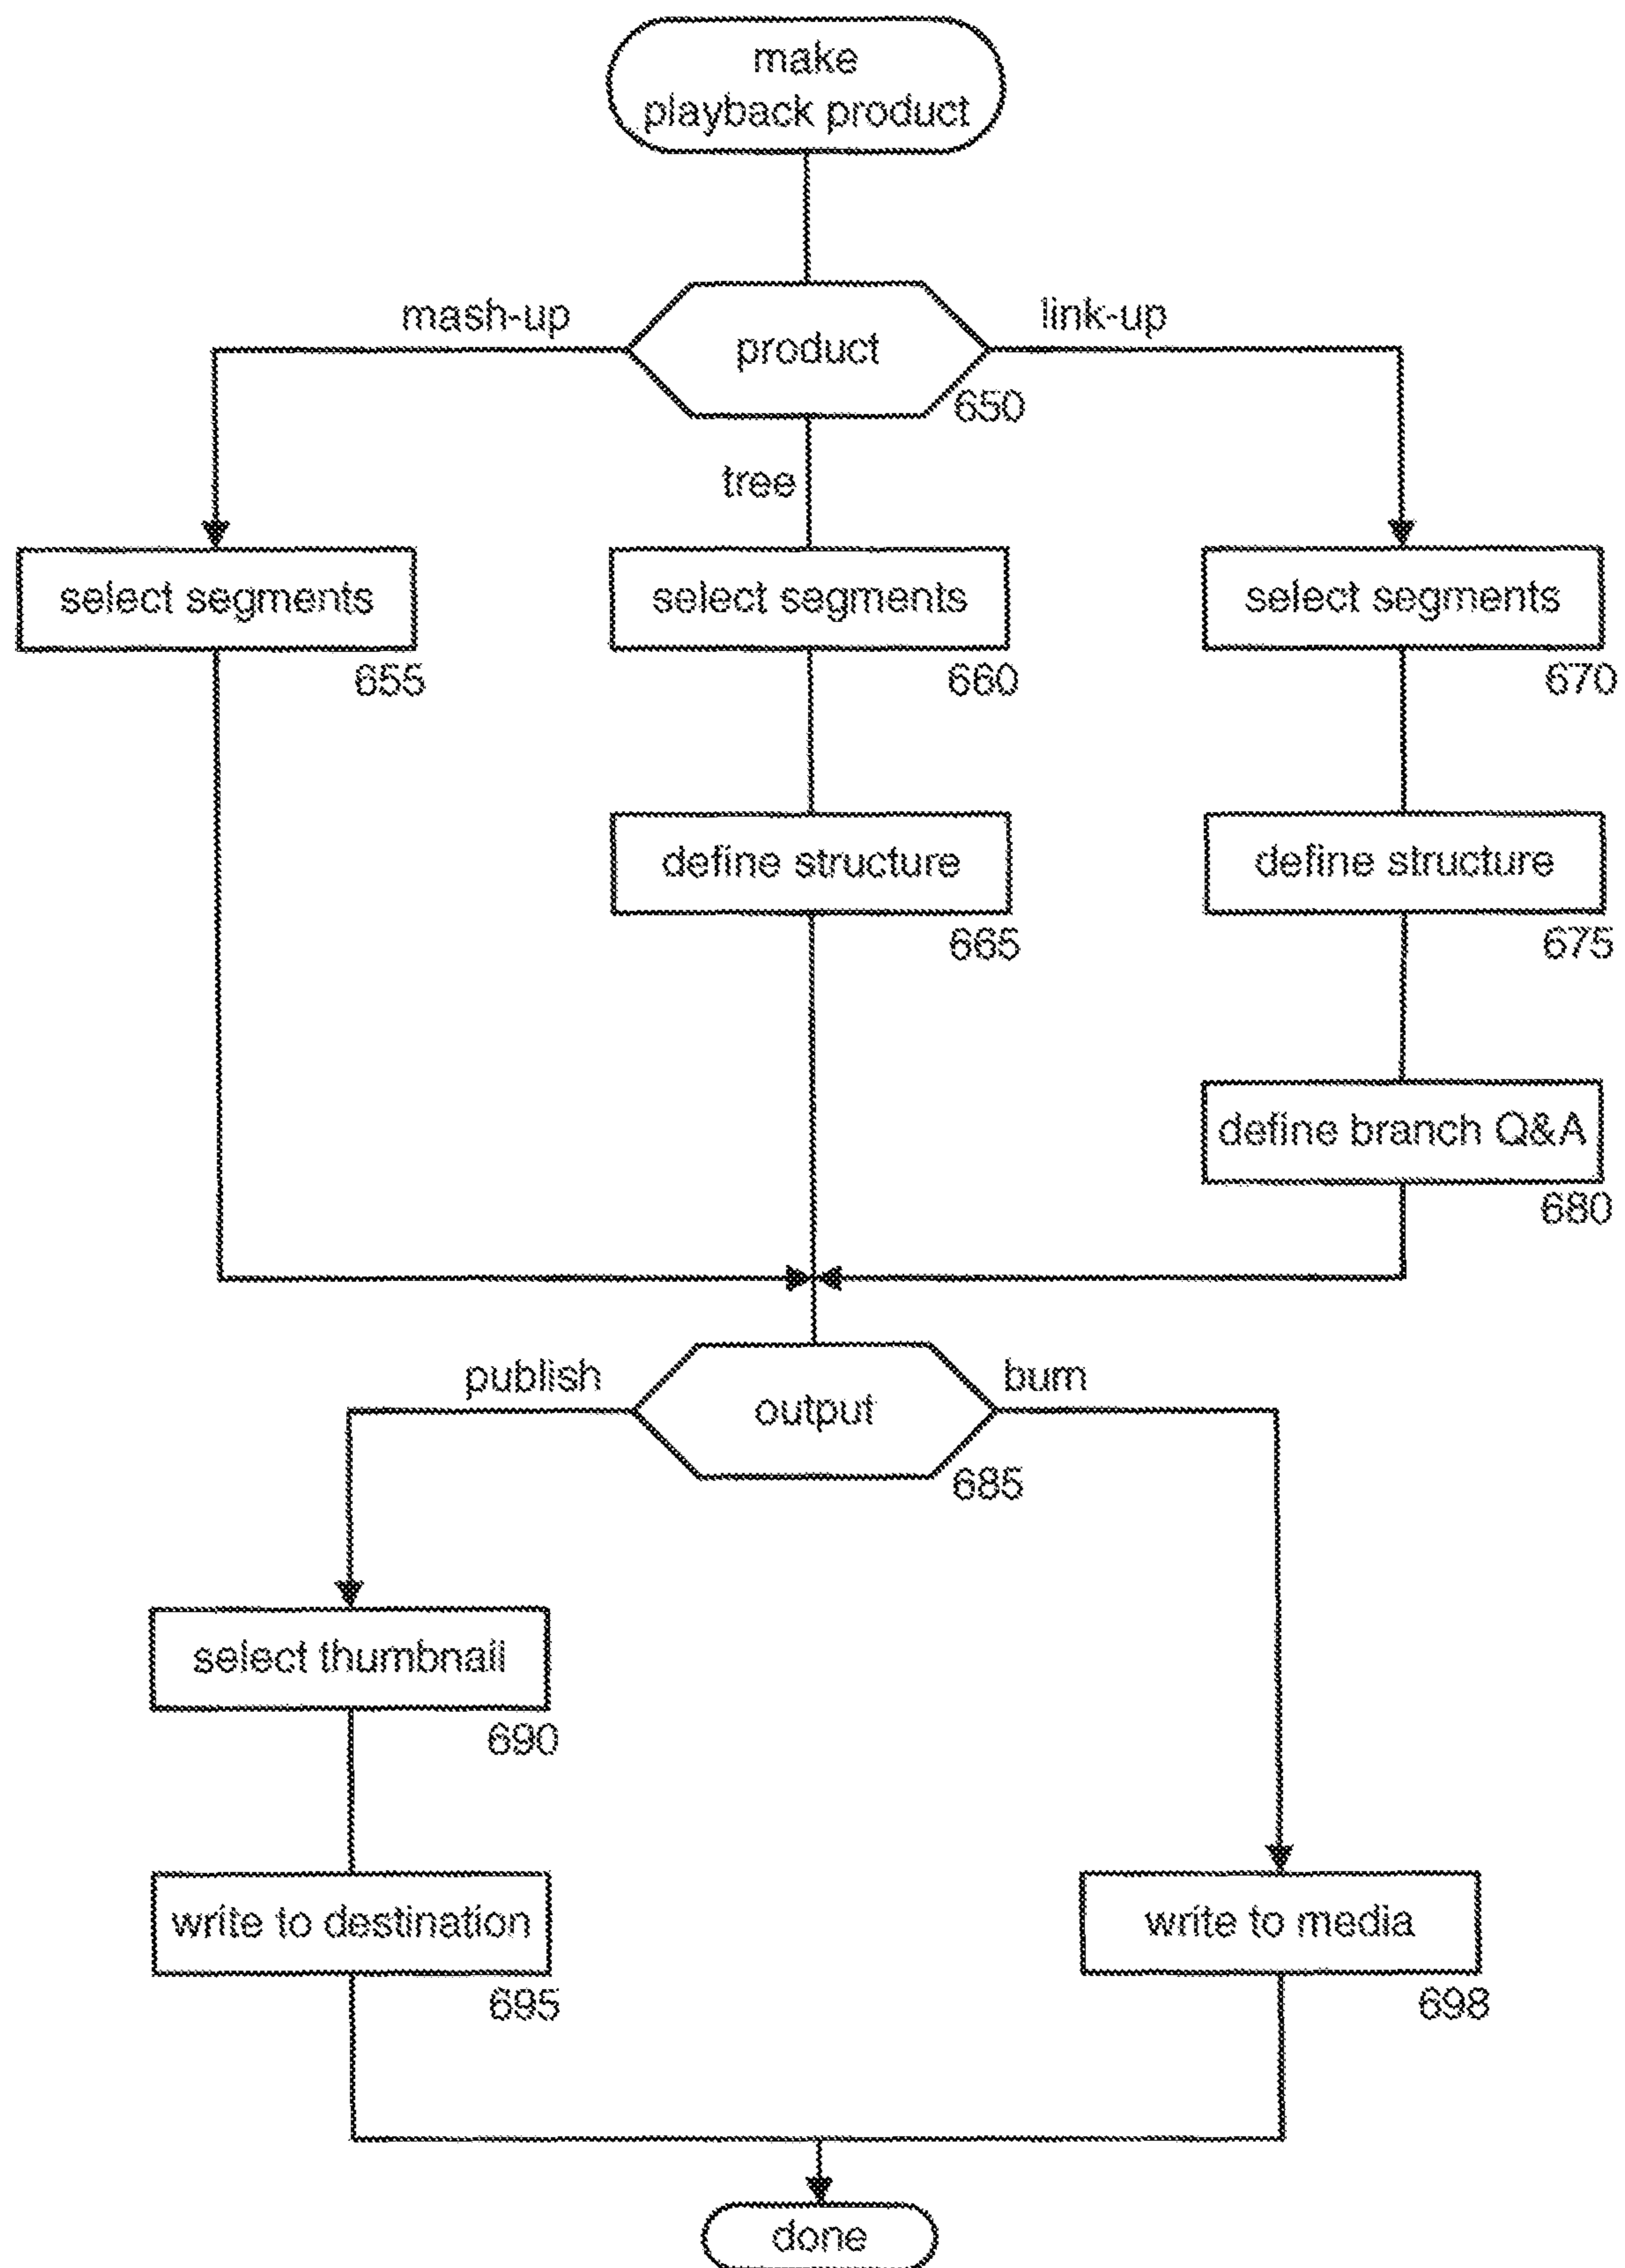 make
playback product
mash-up
product
link-up
650
tree
select segments
select segments
select segments
655
660
670
define structure
define structure
665
675
define branch Q&A
680
publish
output
burn
685
select thumbnail
690
write to destination
write to media
695
698
done